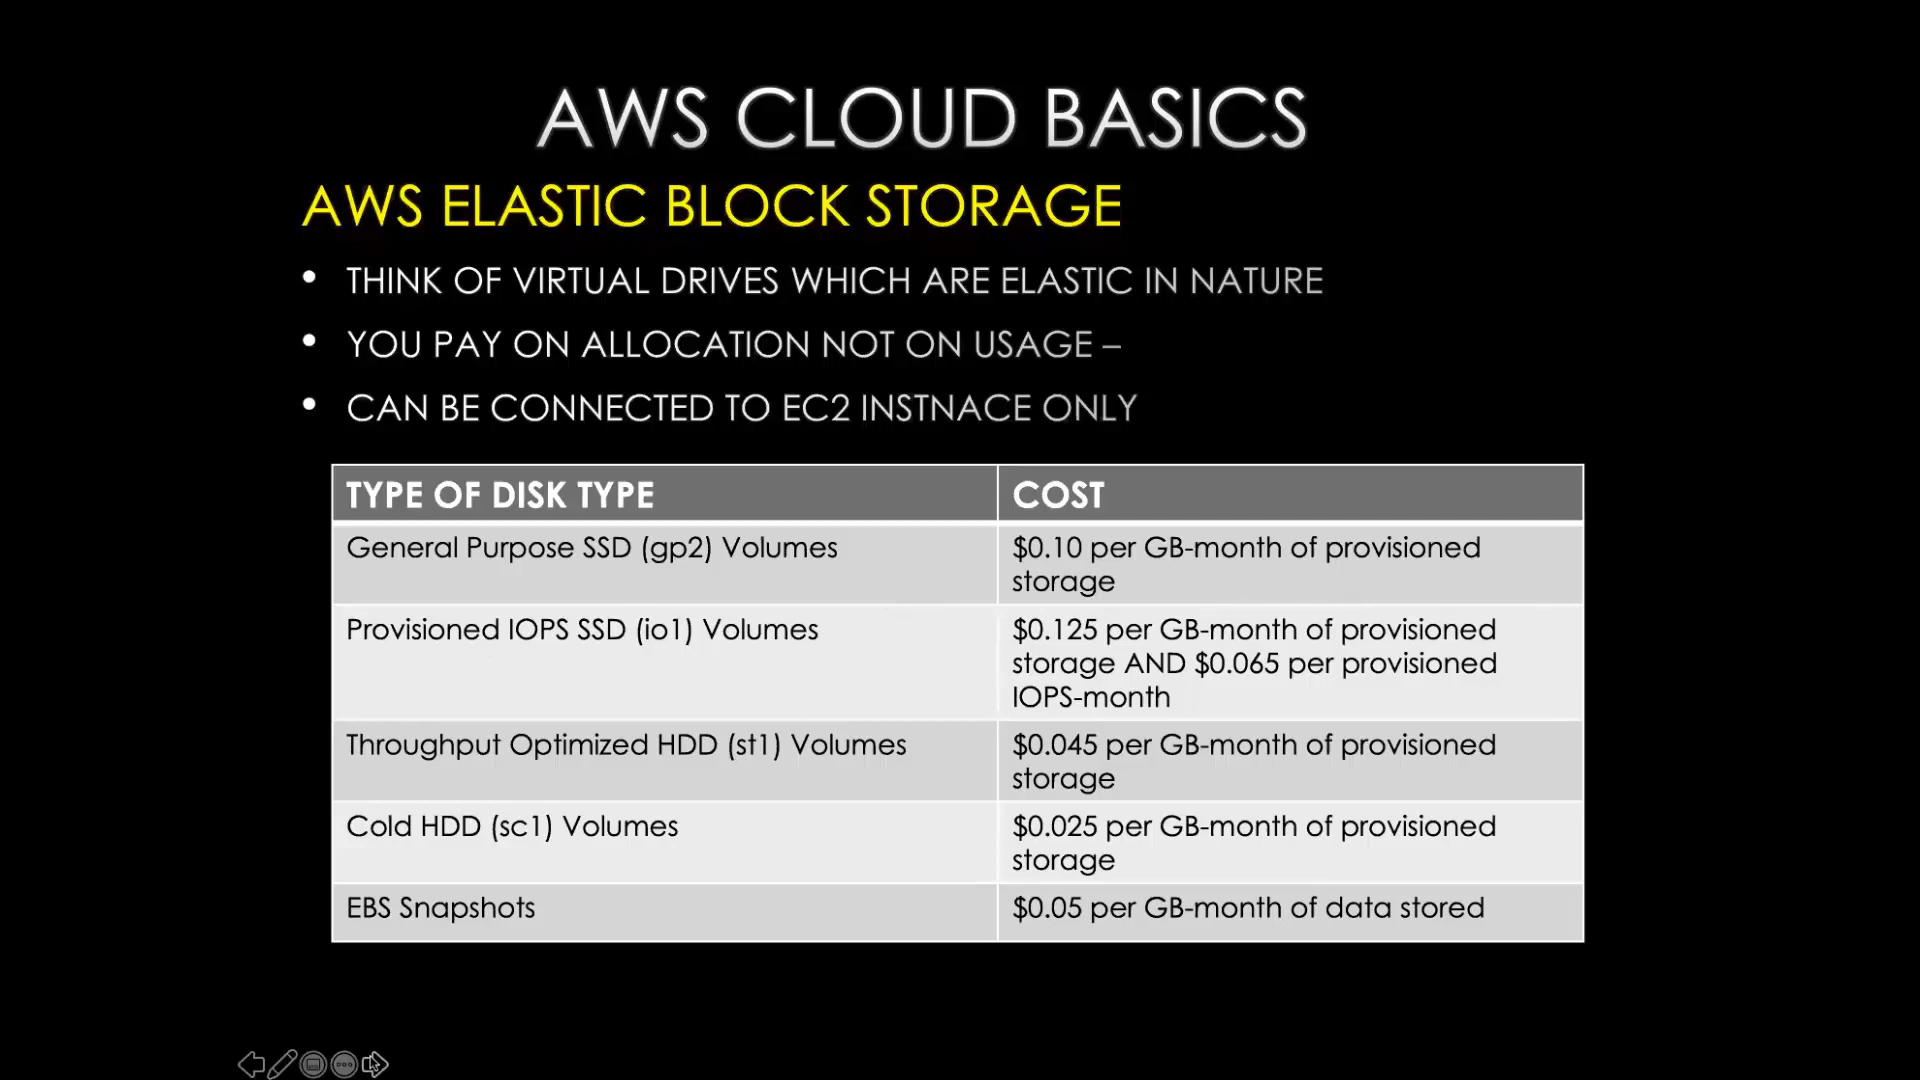 AWS CLOUD BASICS
AWS ELASTIC BLOCK STORAGE
• THINK OF VIRTUAL DRIVES WHICH ARE ELASTIC IN NATURE
• YOU PAY ON ALLOCATION NOT ON USAGE –
• CAN BE CONNECTED TO EC2 INSTNACE ONLY
TYPE OF DISK TYPE
COST
General Purpose SSD (gp2) Volumes
$0.10 per GB-month of provisioned
storage
Provisioned IOPS SSD (io1) Volumes
$0.125 per GB-month of provisioned
storage AND $0.065 per provisioned
IOPS-month
Throughput Optimized HDD (st1) Volumes
$0.045 per GB-month of provisioned
storage
Cold HDD (sc1) Volumes
$0.025 per GB-month of provisioned
storage
EBS Snapshots
$0.05 per GB-month of data stored